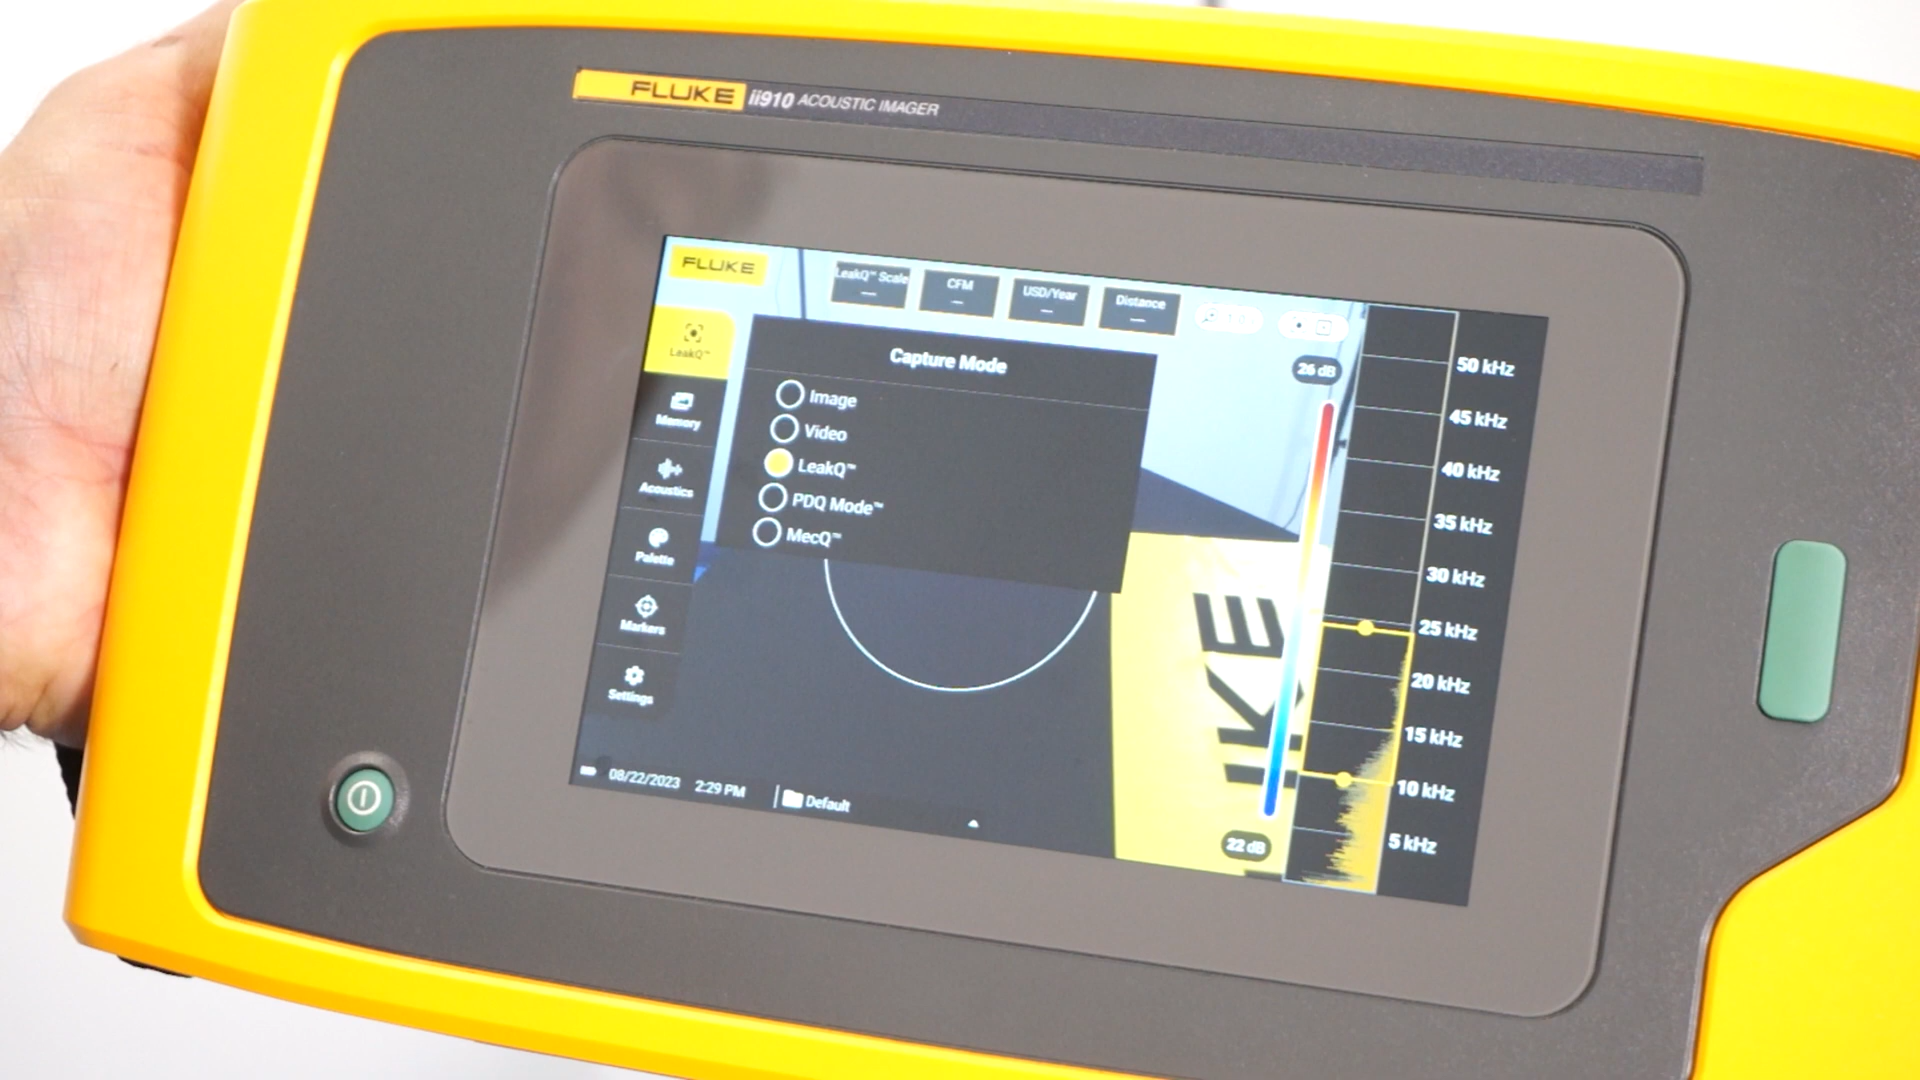 FLUKE ii910 ACOUSTIC IMAGER
FLUKE
LeakQ™ Scale
—
CFM
—
USD/Year
—
Distance
—
LeakQ™
Memory
Acoustics
Palette
Markers
Settings
Capture Mode
Image
Video
LeakQ™
PDQ Mode™
MecQ™
26 dB
22 dB
50 kHz
45 kHz
40 kHz
35 kHz
30 kHz
25 kHz
20 kHz
15 kHz
10 kHz
5 kHz
UKE
08/22/2023 2:29 PM Default